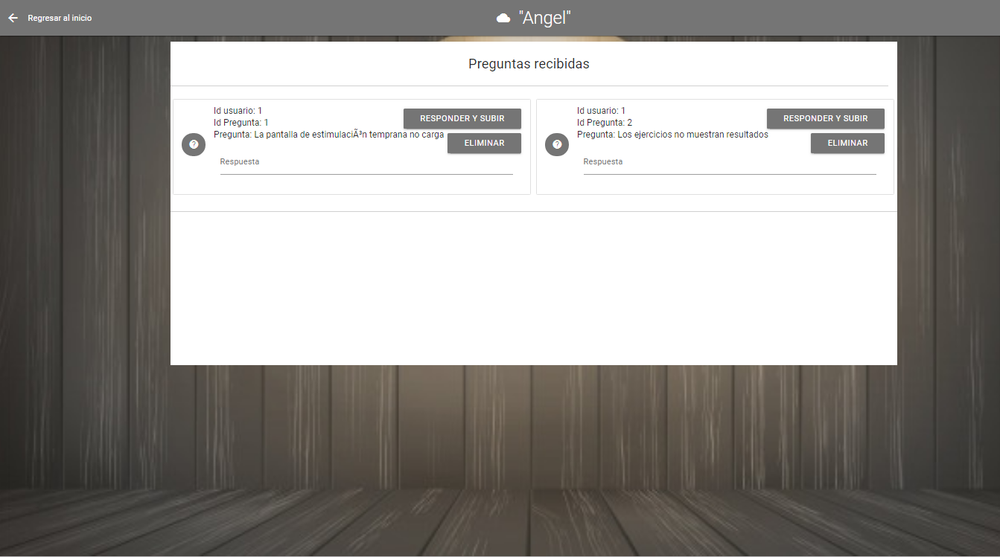 Regresar al inicio
"Angel"
Preguntas recibidas
Id usuario: 1
Id Pregunta: 1
RESPONDER Y SUBIR
Pregunta: La pantalla de estimulaciÃ³n temprana no carga
ELIMINAR
Respuesta
Id usuario: 1
Id Pregunta: 2
RESPONDER Y SUBIR
Pregunta: Los ejercicios no muestran resultados
ELIMINAR
Respuesta